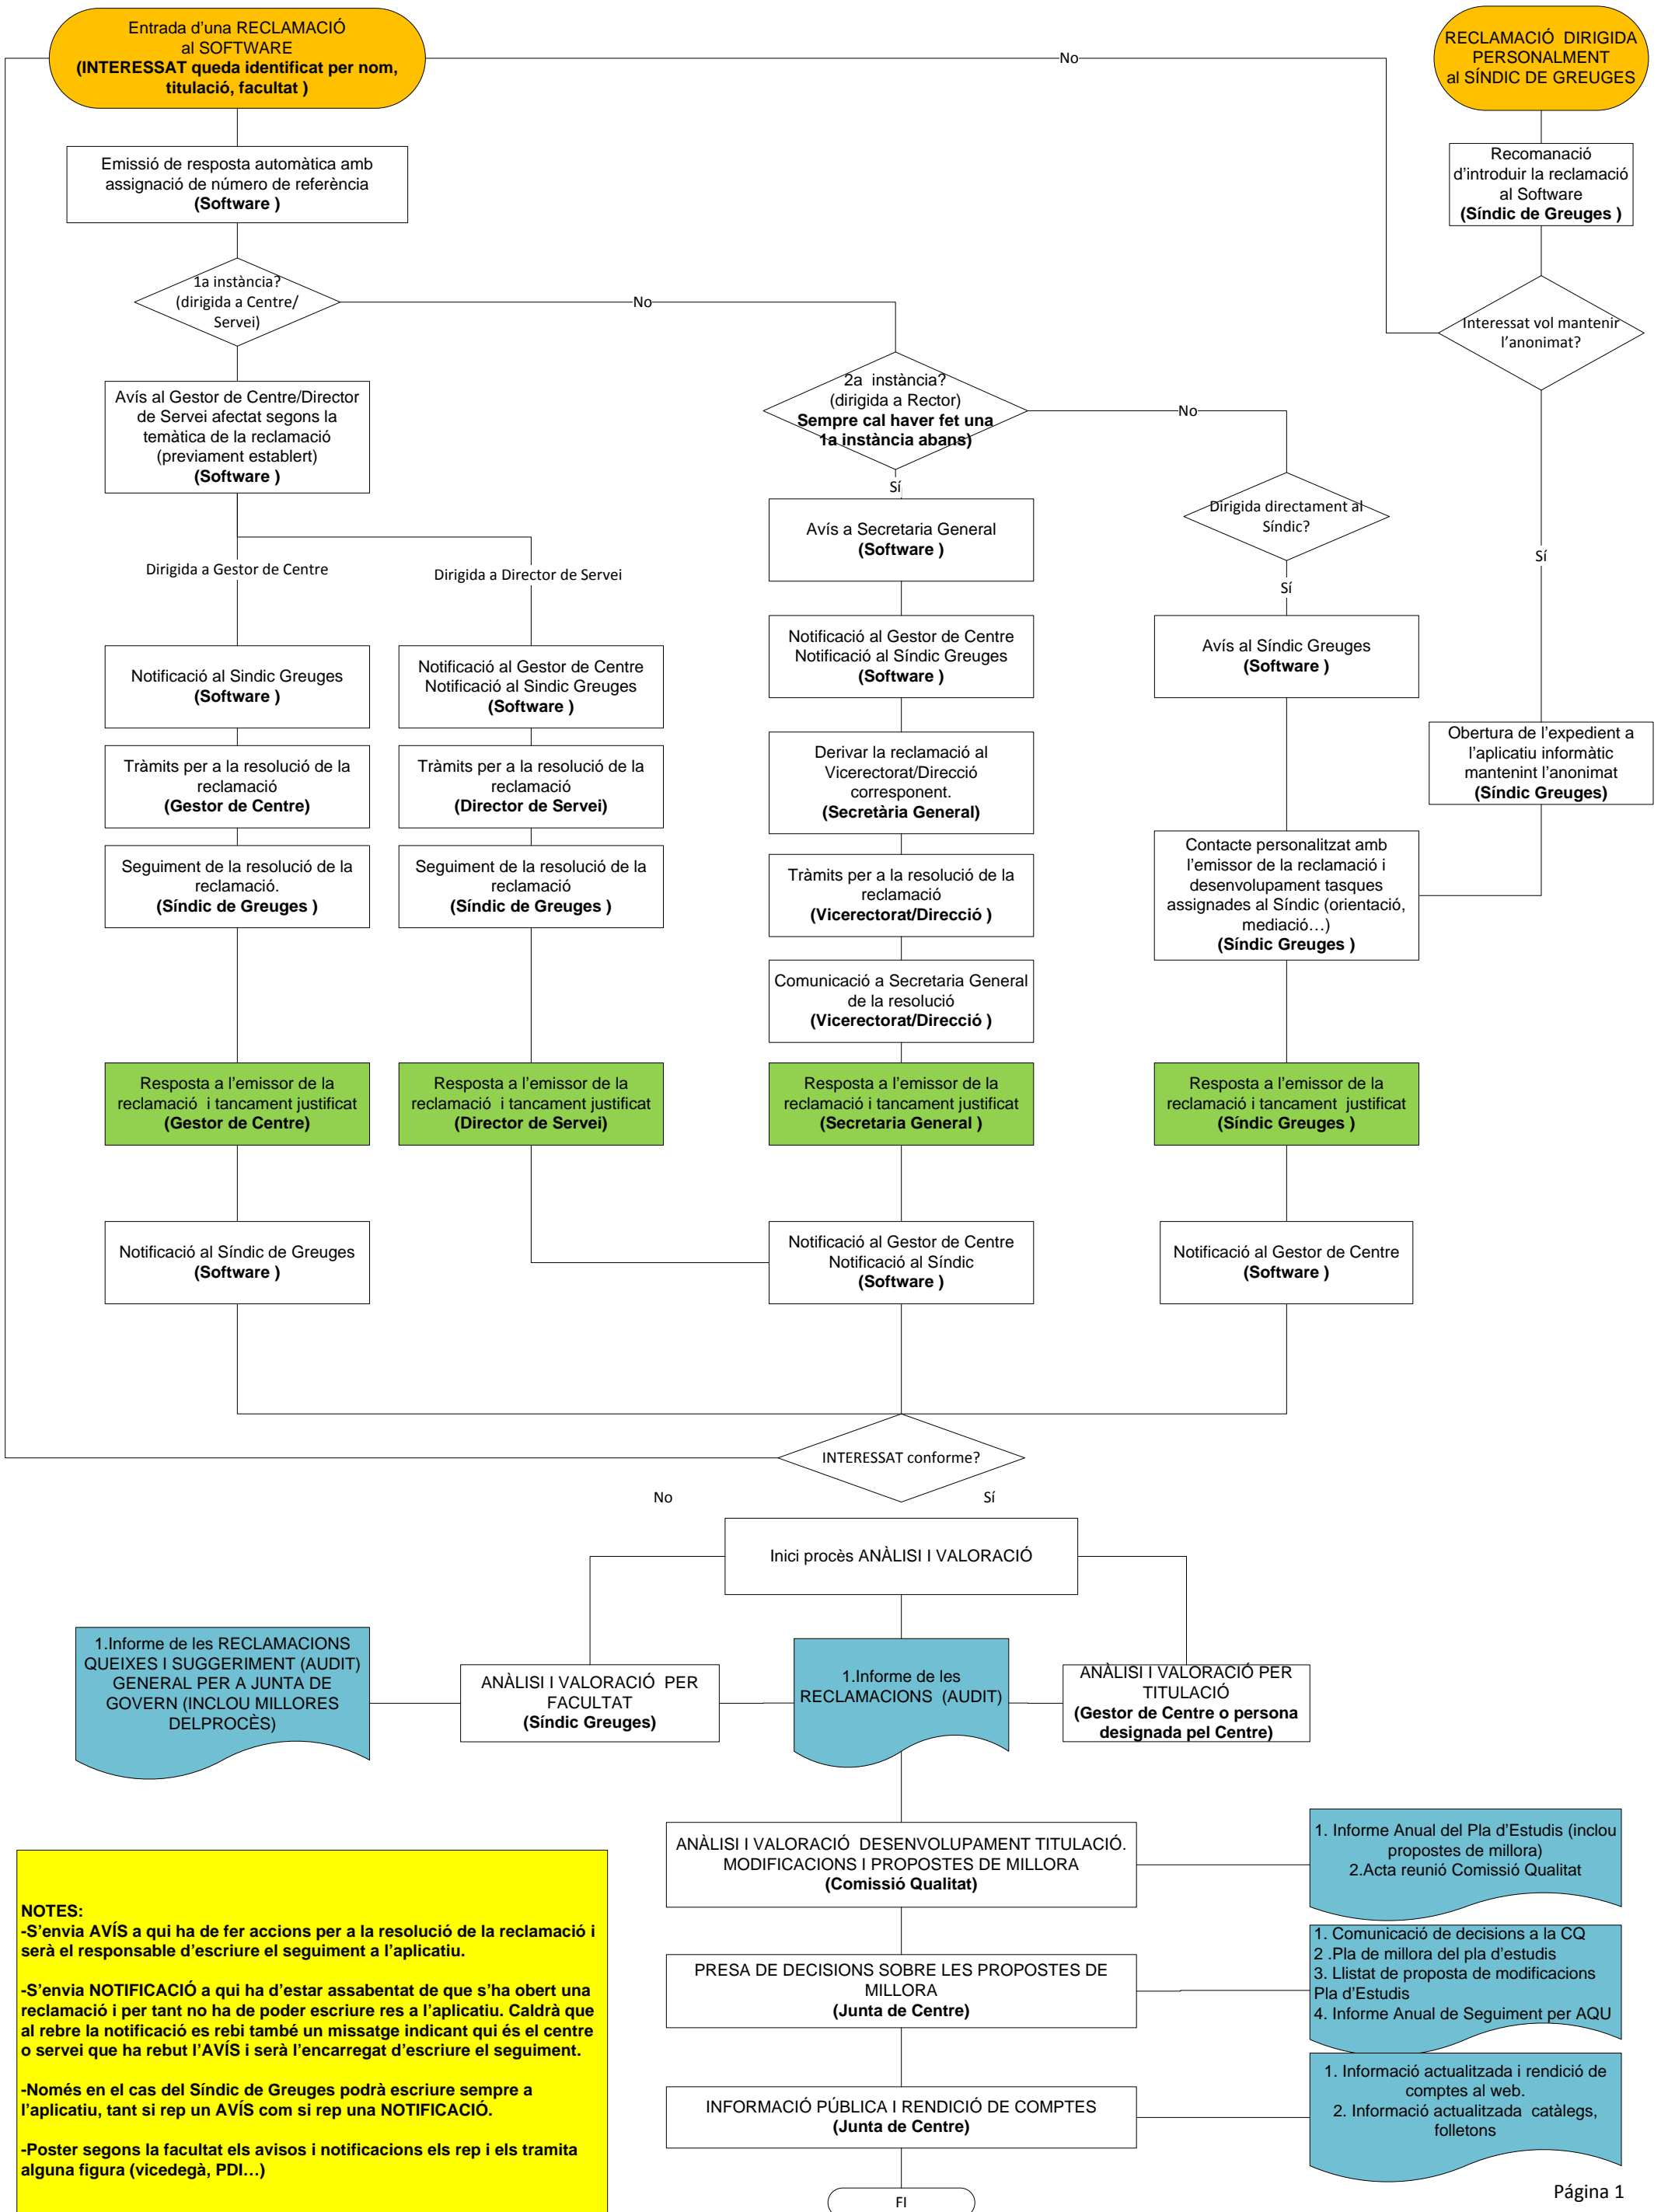 Entrada d'una RECLAMACIÓ
al SOFTWARE
(INTERESSAT queda identificat per nom,
titulació, facultat )
No
RECLAMACIÓ DIRIGIDA
PERSONALMENT
al SÍNDIC DE GREUGES
Emissió de resposta automàtica amb
assignació de número de referència
(Software )
Recomanació
d'introduir la reclamació
al Software
(Síndic de Greuges )
1a instància?
(dirigida a Centre/
Servei)
No
Interessat vol mantenir
l'anonimat?
Avís al Gestor de Centre/Director
de Servei afectat segons la
temàtica de la reclamació
(previament establert)
(Software )
2a instància?
(dirigida a Rector)
Sempre cal haver fet una
1a instància abans)
No
Sí
Dirigida directament al
Síndic?
Avís a Secretaria General
(Software )
Sí
Dirigida a Gestor de Centre
Dirigida a Director de Servei
Sí
Notificació al Sindic Greuges
(Software )
Notificació al Gestor de Centre
Notificació al Sindic Greuges
(Software )
Notificació al Gestor de Centre
Notificació al Síndic Greuges
(Software )
Avís al Síndic Greuges
(Software )
Tràmits per a la resolució de la
reclamació
(Gestor de Centre)
Tràmits per a la resolució de la
reclamació
(Director de Servei)
Derivar la reclamació al
Vicerectorat/Direcció
corresponent.
(Secretària General)
Obertura de l'expedient a
l'aplicatiu informàtic
mantenint l'anonimat
(Síndic Greuges)
Seguiment de la resolució de la
reclamació.
(Síndic de Greuges )
Seguiment de la resolució de la
reclamació
(Síndic de Greuges )
Tràmits per a la resolució de la
reclamació
(Vicerectorat/Direcció )
Contacte personalitzat amb
l'emissor de la reclamació i
desenvolupament tasques
assignades al Síndic (orientació,
mediació…)
(Síndic Greuges )
Comunicació a Secretaria General
de la resolució
(Vicerectorat/Direcció )
Resposta a l'emissor de la
reclamació i tancament justificat
(Gestor de Centre)
Resposta a l'emissor de la
reclamació i tancament justificat
(Director de Servei)
Resposta a l'emissor de la
reclamació i tancament justificat
(Secretaria General )
Resposta a l'emissor de la
reclamació i tancament justificat
(Síndic Greuges )
Notificació al Síndic de Greuges
(Software )
Notificació al Gestor de Centre
Notificació al Síndic
(Software )
Notificació al Gestor de Centre
(Software )
INTERESSAT conforme?
No
Sí
Inici procès ANÀLISI I VALORACIÓ
1.Informe de les RECLAMACIONS
QUEIXES I SUGGERIMENT (AUDIT)
GENERAL PER A JUNTA DE
GOVERN (INCLOU MILLORES
DELPROCÈS)
ANÀLISI I VALORACIÓ PER
FACULTAT
(Síndic Greuges)
1.Informe de les
RECLAMACIONS (AUDIT)
ANÀLISI I VALORACIÓ PER
TITULACIÓ
(Gestor de Centre o persona
designada pel Centre)
ANÀLISI I VALORACIÓ DESENVOLUPAMENT TITULACIÓ.
MODIFICACIONS I PROPOSTES DE MILLORA
(Comissió Qualitat)
1. Informe Anual del Pla d'Estudis (inclou
propostes de millora)
2.Acta reunió Comissió Qualitat
PRESA DE DECISIONS SOBRE LES PROPOSTES DE
MILLORA
(Junta de Centre)
1. Comunicació de decisions a la CQ
2 .Pla de millora del pla d'estudis
3. Llistat de proposta de modificacions
Pla d'Estudis
4. Informe Anual de Seguiment per AQU
INFORMACIÓ PÚBLICA I RENDICIÓ DE COMPTES
(Junta de Centre)
1. Informació actualitzada i rendició de
comptes al web.
2. Informació actualitzada catàlegs,
folletons
NOTES:
-S'envia AVÍS a qui ha de fer accions per a la resolució de la reclamació i
serà el responsable d'escriure el seguiment a l'aplicatiu.
-S'envia NOTIFICACIÓ a qui ha d'estar assabentat de que s'ha obert una
reclamació i per tant no ha de poder escriure res a l'aplicatiu. Caldrà que
al rebre la notificació es rebi també un missatge indicant qui és el centre
o servei que ha rebut l'AVÍS i serà l'encarregat d'escriure el seguiment.
-Només en el cas del Síndic de Greuges podrà escriure sempre a
l'aplicatiu, tant si rep un AVÍS com si rep una NOTIFICACIÓ.
-Poster segons la facultat els avisos i notificacions els rep i els tramita
alguna figura (vicedegà, PDI…)
FI
Página 1